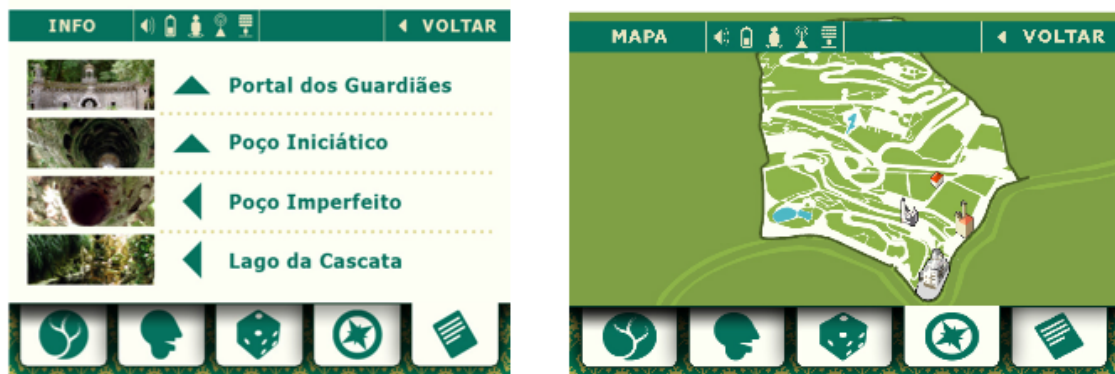 INFO
VOLTAR
Portal dos Guardiães
Poço Iniciático
Poço Imperfeito
Lago da Cascata
MAPA
VOLTAR